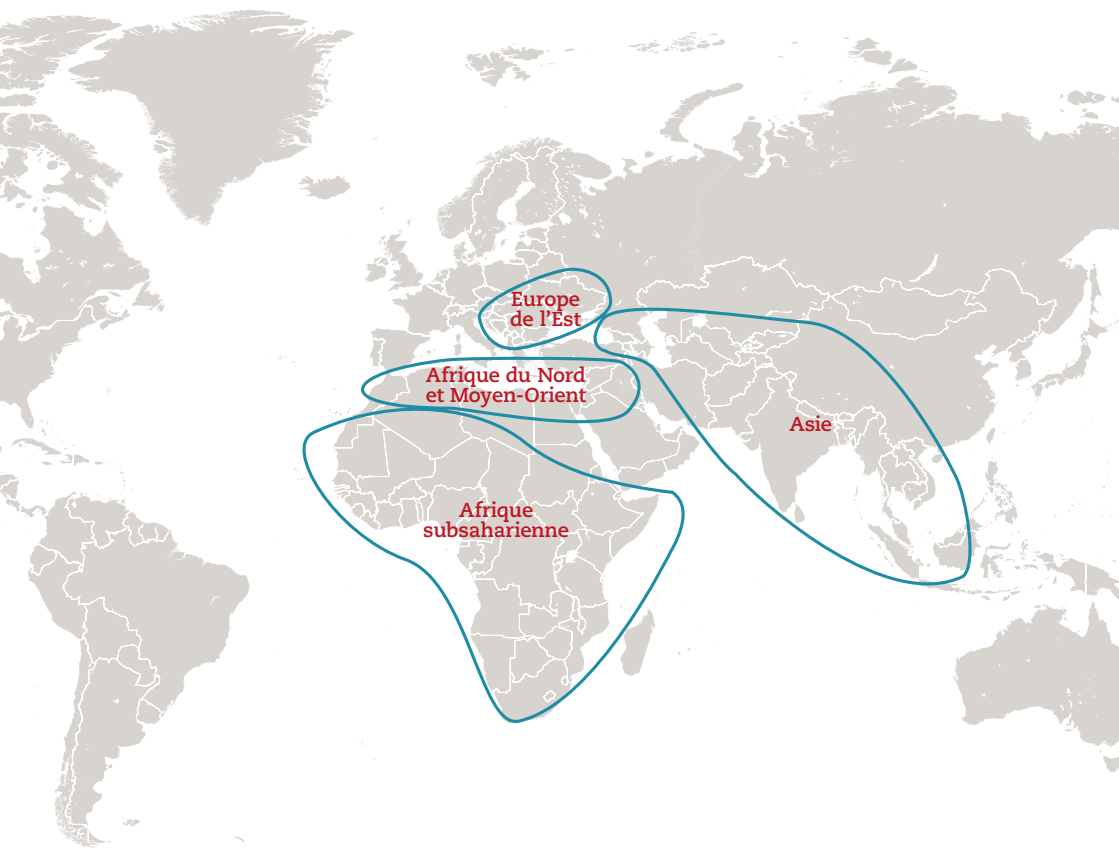 Europe
de l'Est
Afrique du Nord
et Moyen-Orient
Asie
Afrique
subsaharienne